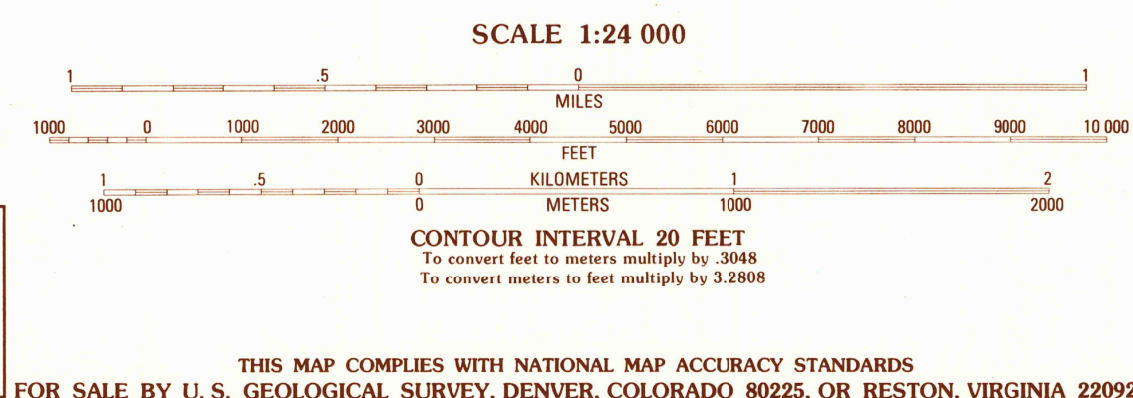 SCALE 1:24 000
1 .5 0 1
MILES
1000 0 1000 2000 3000 4000 5000 6000 7000 8000 9000 10 000
FEET
1 .5 0 KILOMETERS 1 2
1000 0 METERS 1000 2000
CONTOUR INTERVAL 20 FEET
To convert feet to meters multiply by .3048
To convert meters to feet multiply by 3.2808
THIS MAP COMPLIES WITH NATIONAL MAP ACCURACY STANDARDS
FOR SALE BY U. S. GEOLOGICAL SURVEY, DENVER, COLORADO 80225, OR RESTON, VIRGINIA 22092